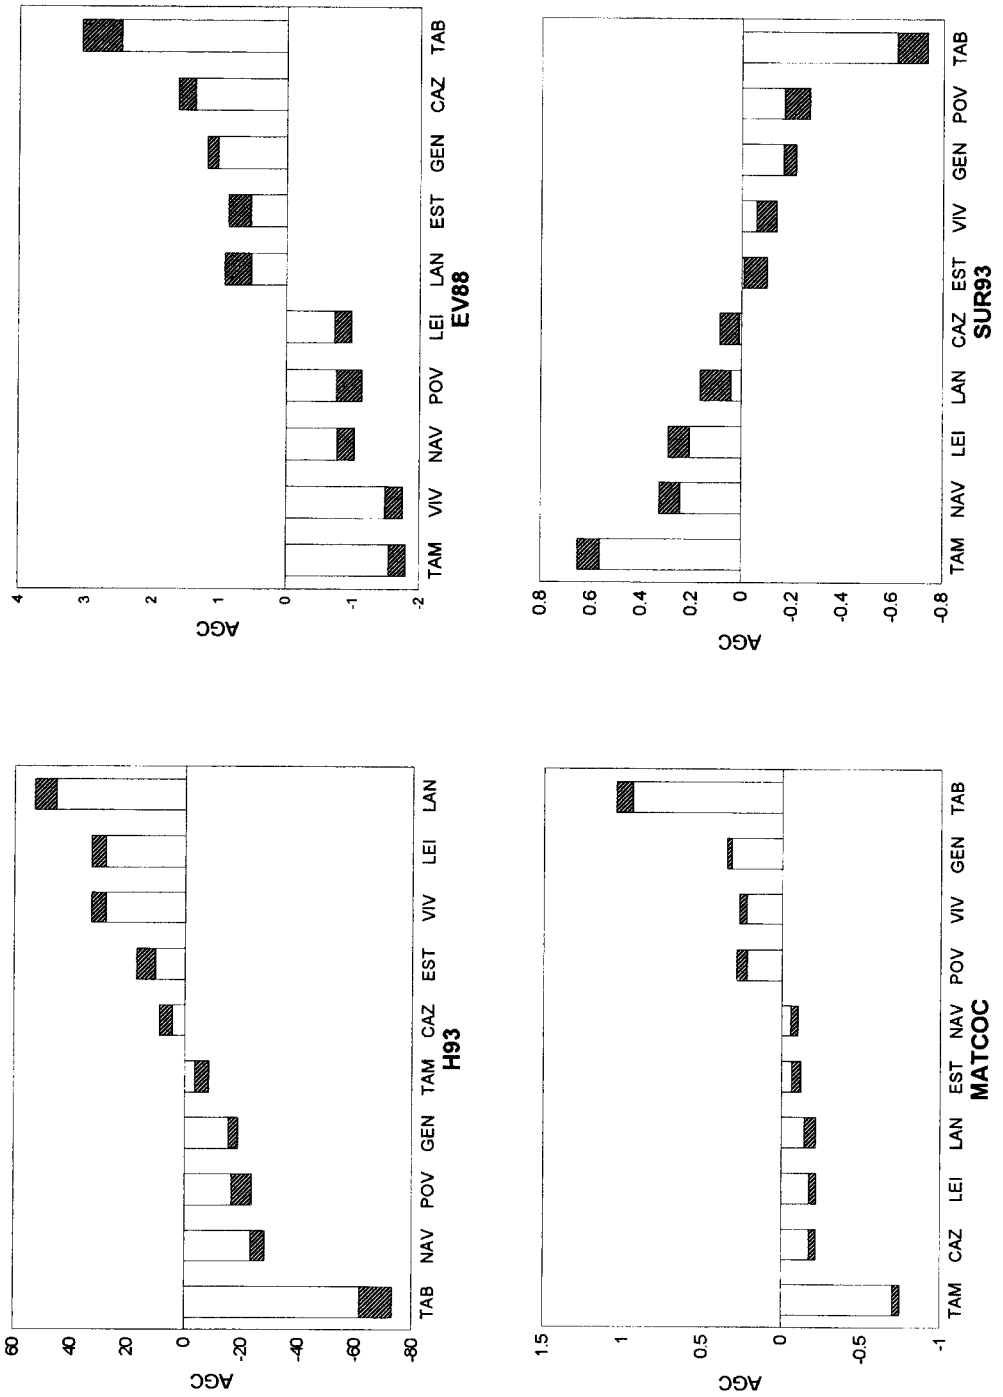 60
40
20
0
-20
-40
-60
-80
AGC
TAB NAV POV GEN TAM CAZ EST VIV LEI LAN
H93
4
3
2
1
0
-1
-2
AGC
TAM VIV NAV POV LEI LAN EST GEN CAZ TAB
EV88
1.5
1
0.5
0
-0.5
-1
AGC
TAM CAZ LEI LAN EST NAV POV VIV GEN TAB
MATCOC
0.8
0.6
0.4
0.2
0
-0.2
-0.4
-0.6
-0.8
AGC
TAM NAV LEI LAN CAZ EST VIV GEN POV TAB
SUR93